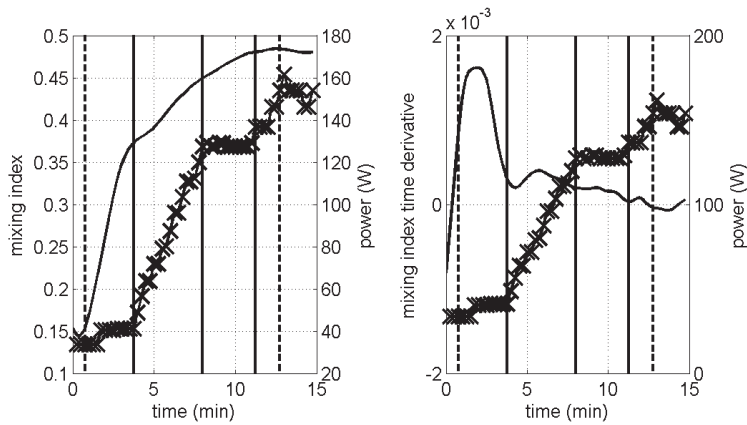 0.5
0.45
0.4
0.35
0.3
0.25
0.2
0.15
0.1
mixing index
180
160
140
120
100
80
60
40
20
power (W)
0 5 10 15
time (min)
2 x 10⁻³
0
-2
mixing index time derivative
200
100
0
power (W)
0 5 10 15
time (min)